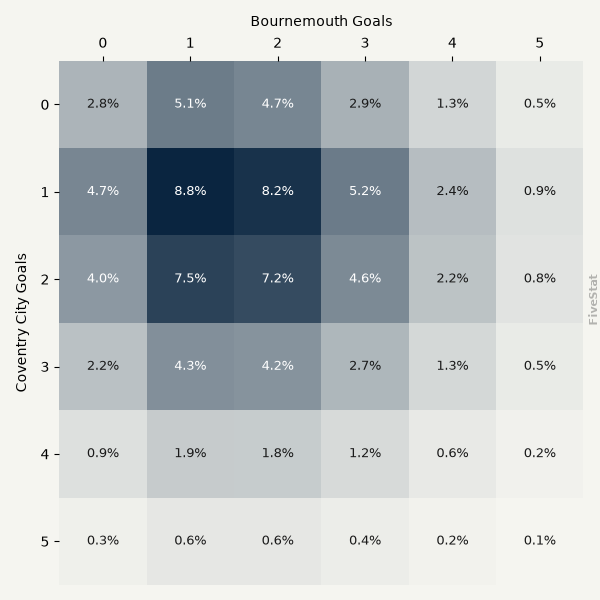 Bournemouth Goals
0 1 2 3 4 5
0 2.8% 5.1% 4.7% 2.9% 1.3% 0.5%
1 4.7% 8.8% 8.2% 5.2% 2.4% 0.9%
2 4.0% 7.5% 7.2% 4.6% 2.2% 0.8%
3 2.2% 4.3% 4.2% 2.7% 1.3% 0.5%
4 0.9% 1.9% 1.8% 1.2% 0.6% 0.2%
5 0.3% 0.6% 0.6% 0.4% 0.2% 0.1%
Coventry City Goals
FiveStat